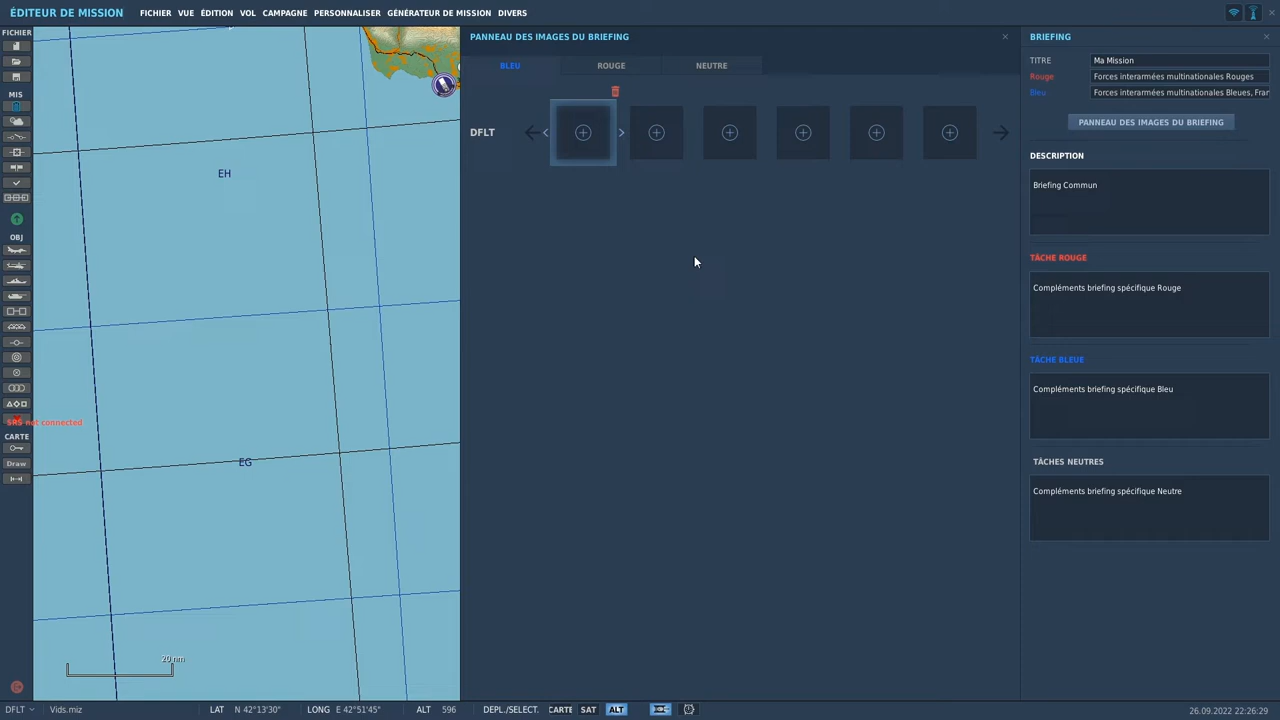 ÉDITEUR DE MISSION FICHIER VUE ÉDITION VOL CAMPAGNE PERSONNALISER GÉNÉRATEUR DE MISSION DIVERS
FICHIER
MIS
OBJ
SRS not connected
CARTE
Draw
EH
EG
20 nm
PANNEAU DES IMAGES DU BRIEFING
BLEU ROUGE NEUTRE
DFLT
BRIEFING
TITRE Ma Mission
Rouge Forces interarmées multinationales Rouges
Bleu Forces interarmées multinationales Bleues, Fran
PANNEAU DES IMAGES DU BRIEFING
DESCRIPTION
Briefing Commun
TÂCHE ROUGE
Compléments briefing spécifique Rouge
TÂCHE BLEUE
Compléments briefing spécifique Bleu
TÂCHES NEUTRES
Compléments briefing spécifique Neutre
DFLT Vids.miz LAT N 42°13'30" LONG E 42°51'45" ALT 596 DEPL./SELECT. CARTE SAT ALT 26.09.2022 22:26:29